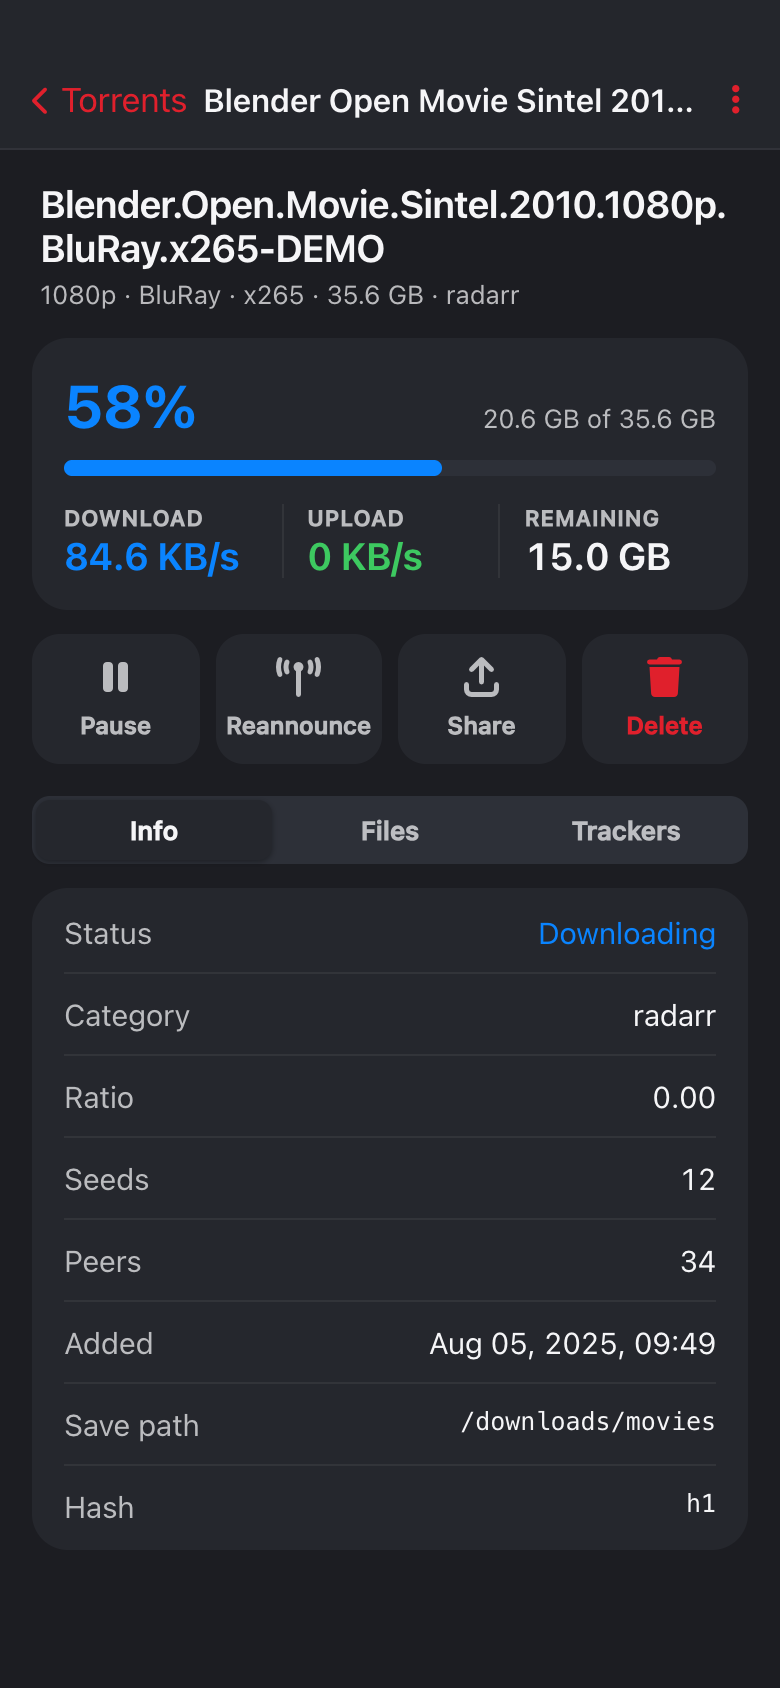 Torrents Blender Open Movie Sintel 201...
Blender.Open.Movie.Sintel.2010.1080p.
BluRay.x265-DEMO
1080p · BluRay · x265 · 35.6 GB · radarr
58% 20.6 GB of 35.6 GB
DOWNLOAD UPLOAD REMAINING
84.6 KB/s 0 KB/s 15.0 GB
Pause Reannounce Share Delete
Info Files Trackers
Status Downloading
Category radarr
Ratio 0.00
Seeds 12
Peers 34
Added Aug 05, 2025, 09:49
Save path /downloads/movies
Hash h1